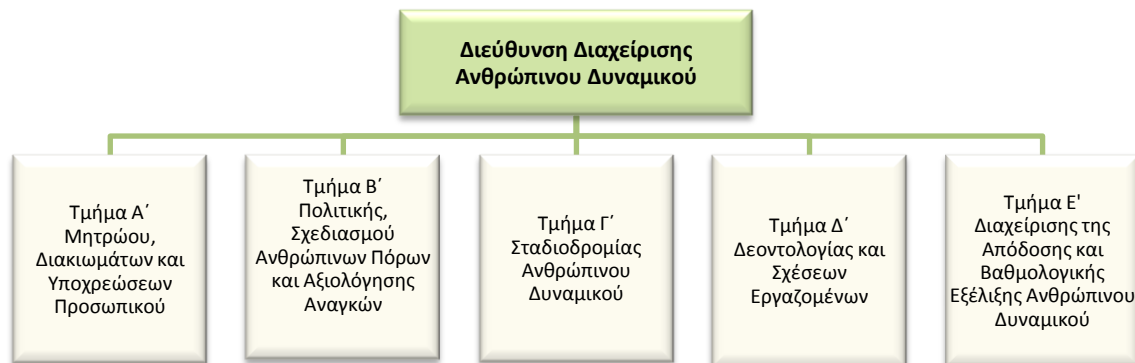 Διεύθυνση Διαχείρισης
Ανθρώπινου Δυναμικού
Τμήμα Α΄
Μητρώου,
Διακιωμάτων και
Υποχρεώσεων
Προσωπικού
Τμήμα Β΄
Πολιτικής,
Σχεδιασμού
Ανθρώπινων Πόρων
και Αξιολόγησης
Αναγκών
Τμήμα Γ΄
Σταδιοδρομίας
Ανθρώπινου
Δυναμικού
Τμήμα Δ΄
Δεοντολογίας και
Σχέσεων
Εργαζομένων
Τμήμα Ε'
Διαχείρισης της
Απόδοσης και
Βαθμολογικής
Εξέλιξης Ανθρώπινου
Δυναμικού